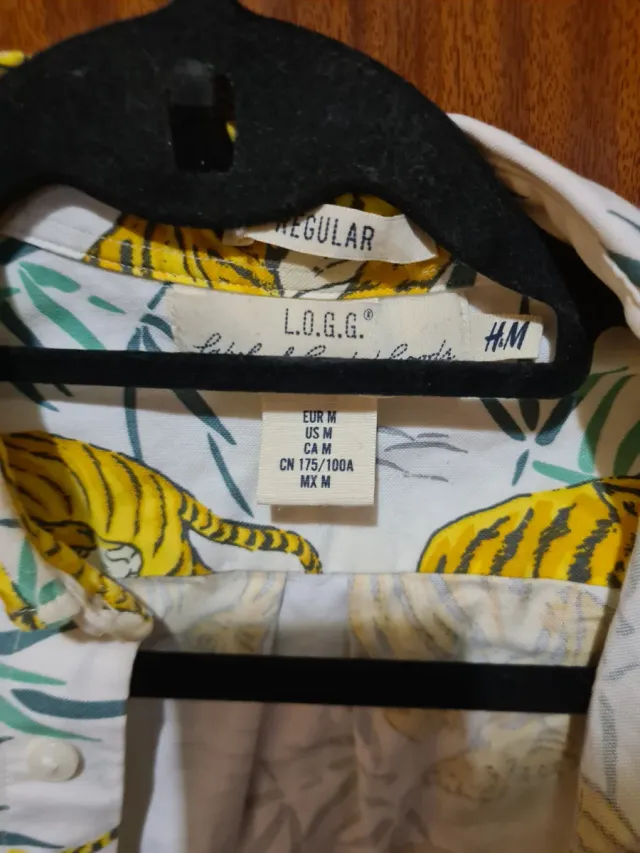 REGULAR
L.O.G.G.®
H&M
EUR M
US M
CA M
CN 175/100A
MX M